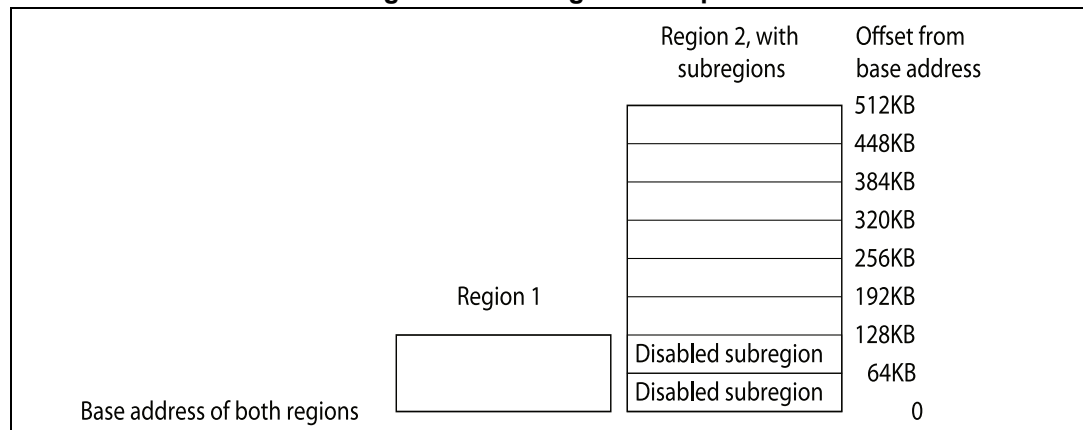 Region 2, with
subregions
Offset from
base address
512KB
448KB
384KB
320KB
256KB
Region 1
192KB
128KB
Disabled subregion
64KB
Disabled subregion
Base address of both regions
0